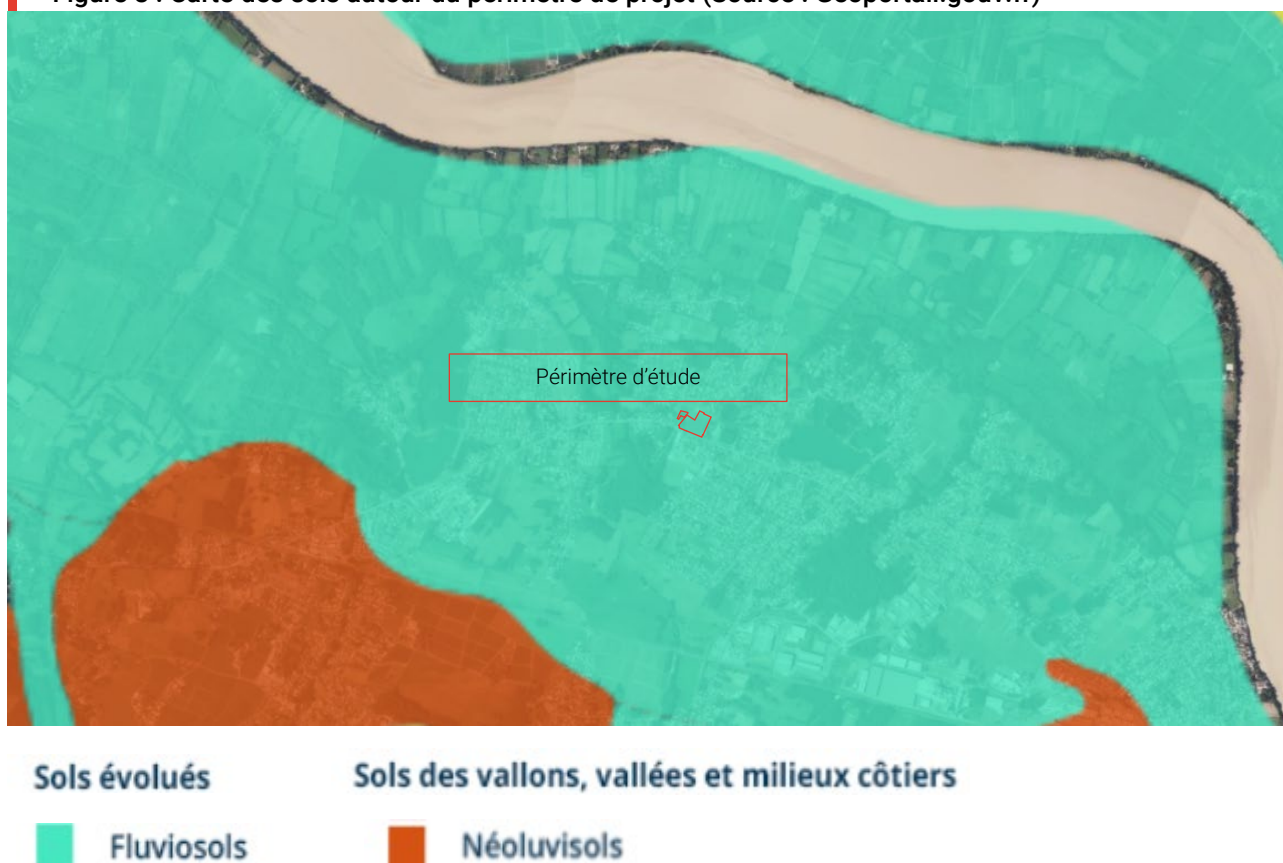 Périmètre d'étude
Sols évolués
Sols des vallons, vallées et milieux côtiers
Fluviosols
Néoluvisols